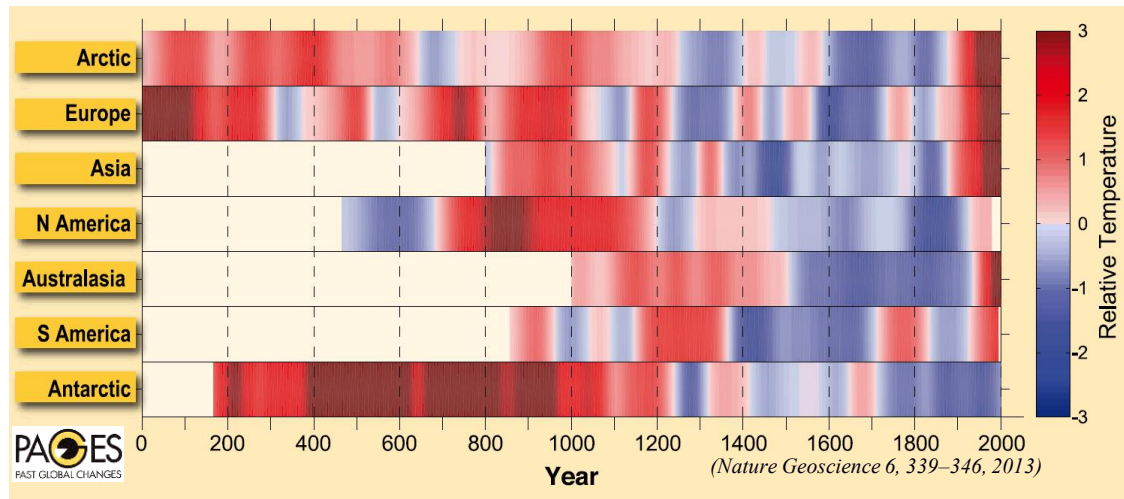 Arctic
Europe
Asia
N America
Australasia
S America
Antarctic
0 200 400 600 800 1000 1200 1400 1600 1800 2000
Year
3
2
1
0
-1
-2
-3
Relative Temperature
PAGES
PAST GLOBAL CHANGES
(Nature Geoscience 6, 339–346, 2013)